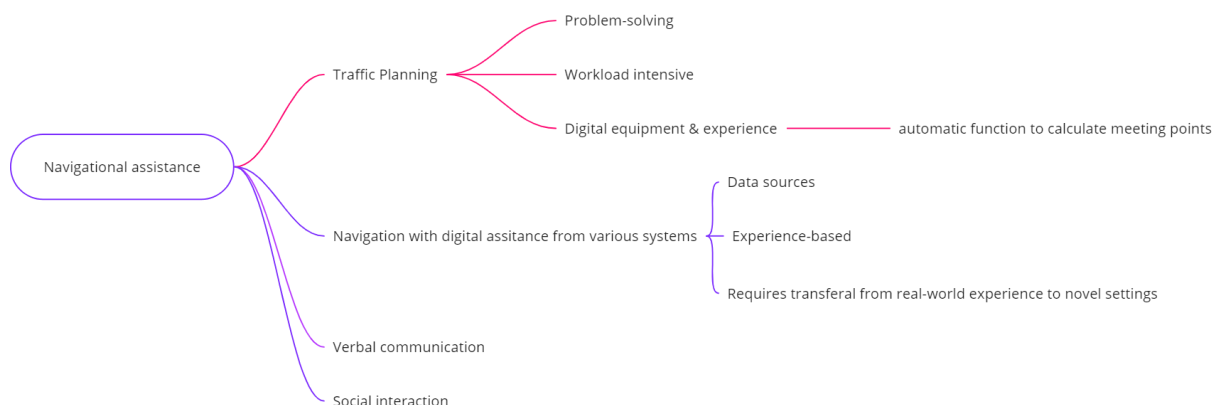 Navigational assistance
Traffic Planning
Problem-solving
Workload intensive
Digital equipment & experience
automatic function to calculate meeting points
Navigation with digital assitance from various systems
Data sources
Experience-based
Requires transferal from real-world experience to novel settings
Verbal communication
Social interaction